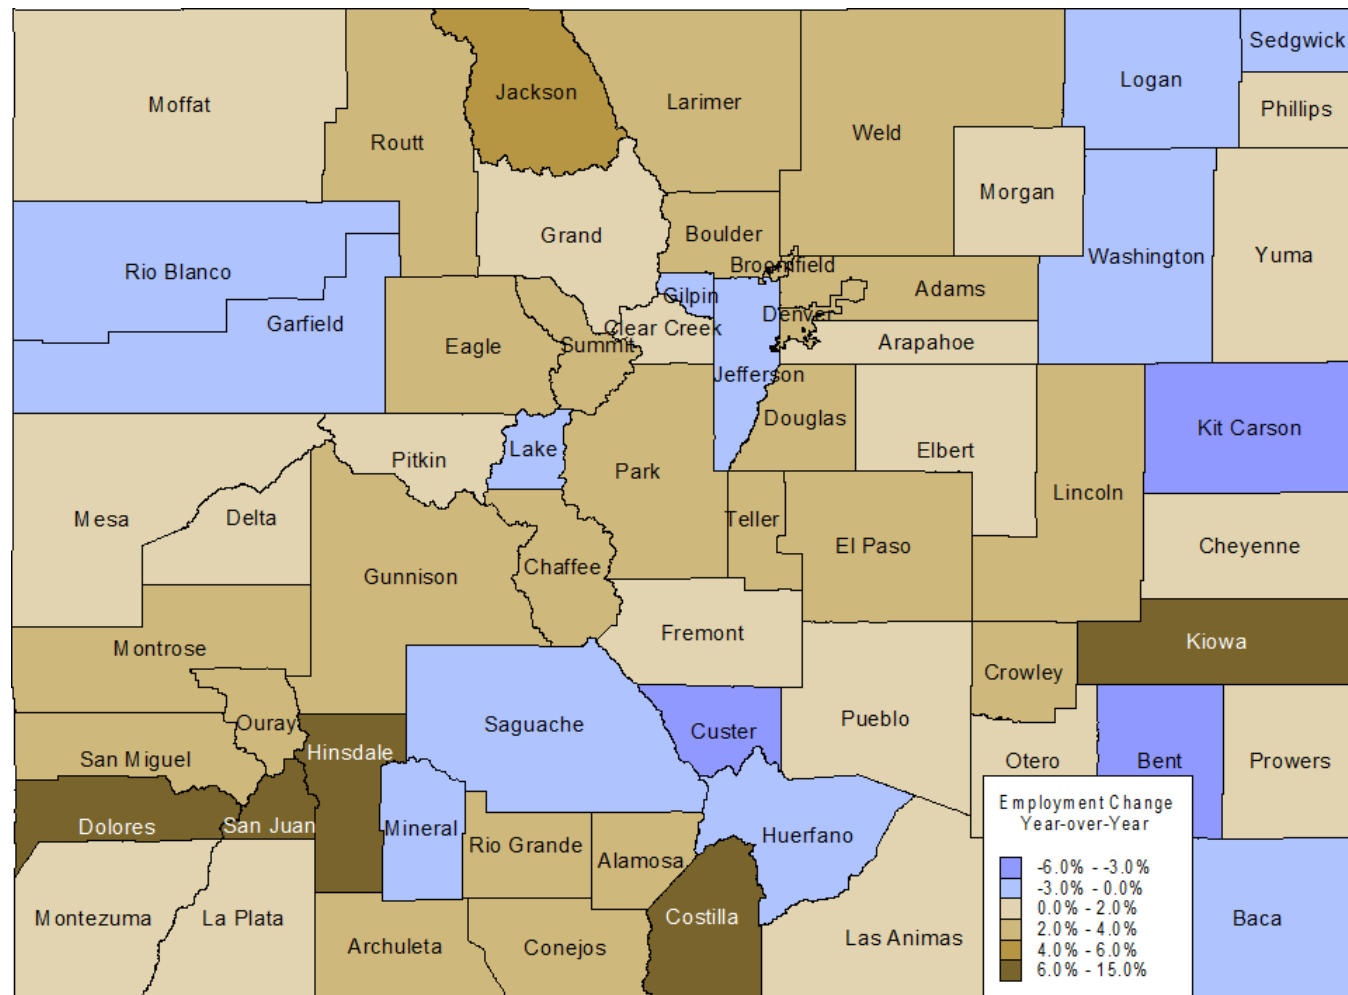 Sedgwick
Logan
Jackson
Larimer
Moffat
Phillips
Weld
Routt
Morgan
Grand
Boulder
Washington
Yuma
Broomfield
Rio Blanco
Adams
Gilpin
Denver
Garfield
Clear Creek
Arapahoe
Eagle
Summit
Jefferson
Douglas
Kit Carson
Lake
Elbert
Pitkin
Park
Lincoln
Mesa
Delta
Teller
El Paso
Cheyenne
Chaffee
Gunnison
Fremont
Kiowa
Montrose
Crowley
Pueblo
Ouray
Saguache
Custer
Hinsdale
San Miguel
Otero
Bent
Prowers
Dolores
San Juan
Mineral
Huerfano
Rio Grande
Alamosa
Costilla
Montezuma
La Plata
Baca
Las Animas
Archuleta
Conejos
Employment Change
Year-over-Year
-6.0% - -3.0%
-3.0% - 0.0%
0.0% - 2.0%
2.0% - 4.0%
4.0% - 6.0%
6.0% - 15.0%